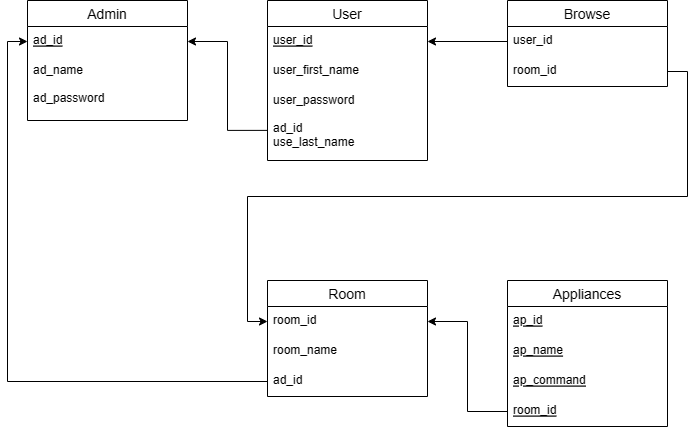 Admin
ad_id
ad_name
ad_password
User
user_id
user_first_name
user_password
ad_id
use_last_name
Browse
user_id
room_id
Room
room_id
room_name
ad_id
Appliances
ap_id
ap_name
ap_command
room_id